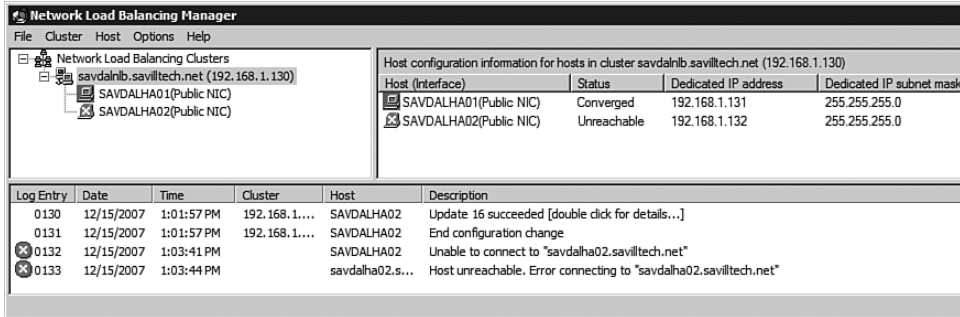 Network Load Balancing Manager
File Cluster Host Options Help
Network Load Balancing Clusters
savdalnlb.savilltech.net (192.168.1.130)
SAVDALHA01(Public NIC)
SAVDALHA02(Public NIC)
Host configuration information for hosts in cluster savdalnlb.savilltech.net (192.168.1.130)
Host (Interface) Status Dedicated IP address Dedicated IP subnet mask
SAVDALHA01(Public NIC) Converged 192.168.1.131 255.255.255.0
SAVDALHA02(Public NIC) Unreachable 192.168.1.132 255.255.255.0
Log Entry Date Time Cluster Host Description
0130 12/15/2007 1:01:57 PM 192.168.1.... SAVDALHA02 Update 16 succeeded [double click for details...]
0131 12/15/2007 1:01:57 PM 192.168.1.... SAVDALHA02 End configuration change
0132 12/15/2007 1:03:41 PM SAVDALHA02 Unable to connect to "savdalha02.savilltech.net"
0133 12/15/2007 1:03:44 PM savdalha02.s... Host unreachable. Error connecting to "savdalha02.savilltech.net"